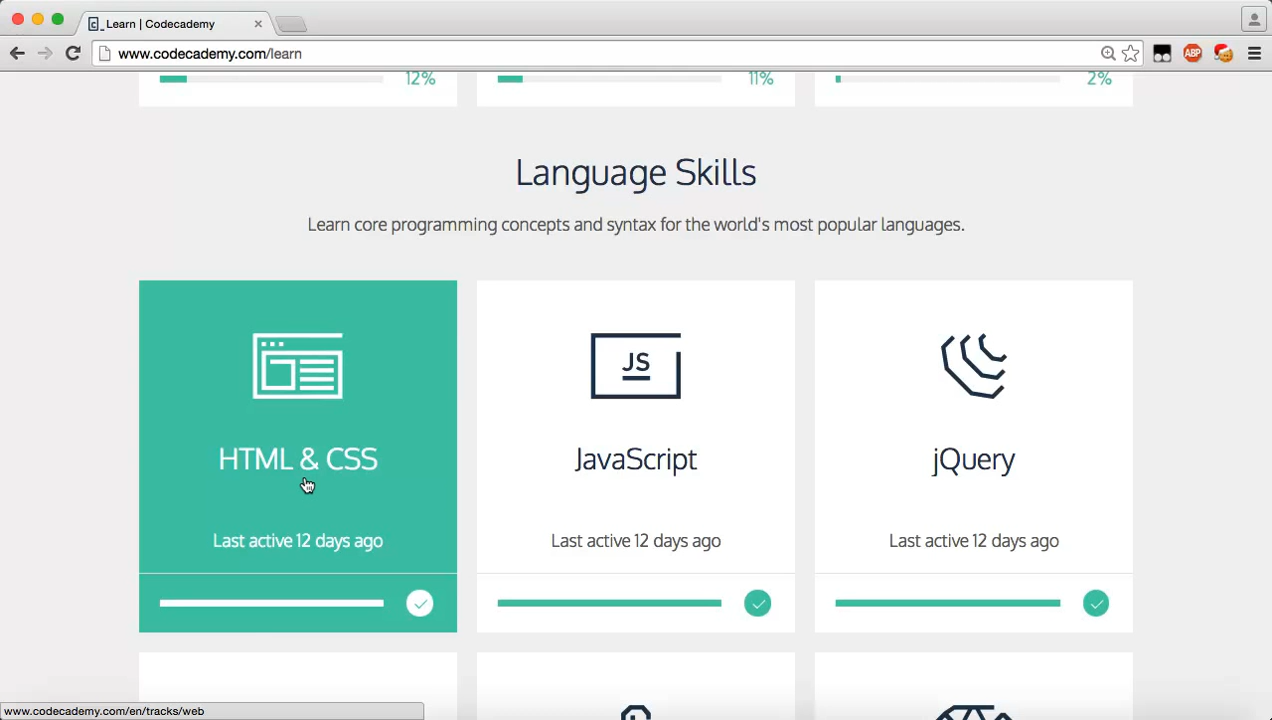 Learn | Codecademy
www.codecademy.com/learn
ABP
12%
11%
2%
Language Skills
Learn core programming concepts and syntax for the world's most popular languages.
JS
HTML & CSS
JavaScript
jQuery
Last active 12 days ago
Last active 12 days ago
Last active 12 days ago
www.codecademy.com/en/tracks/web